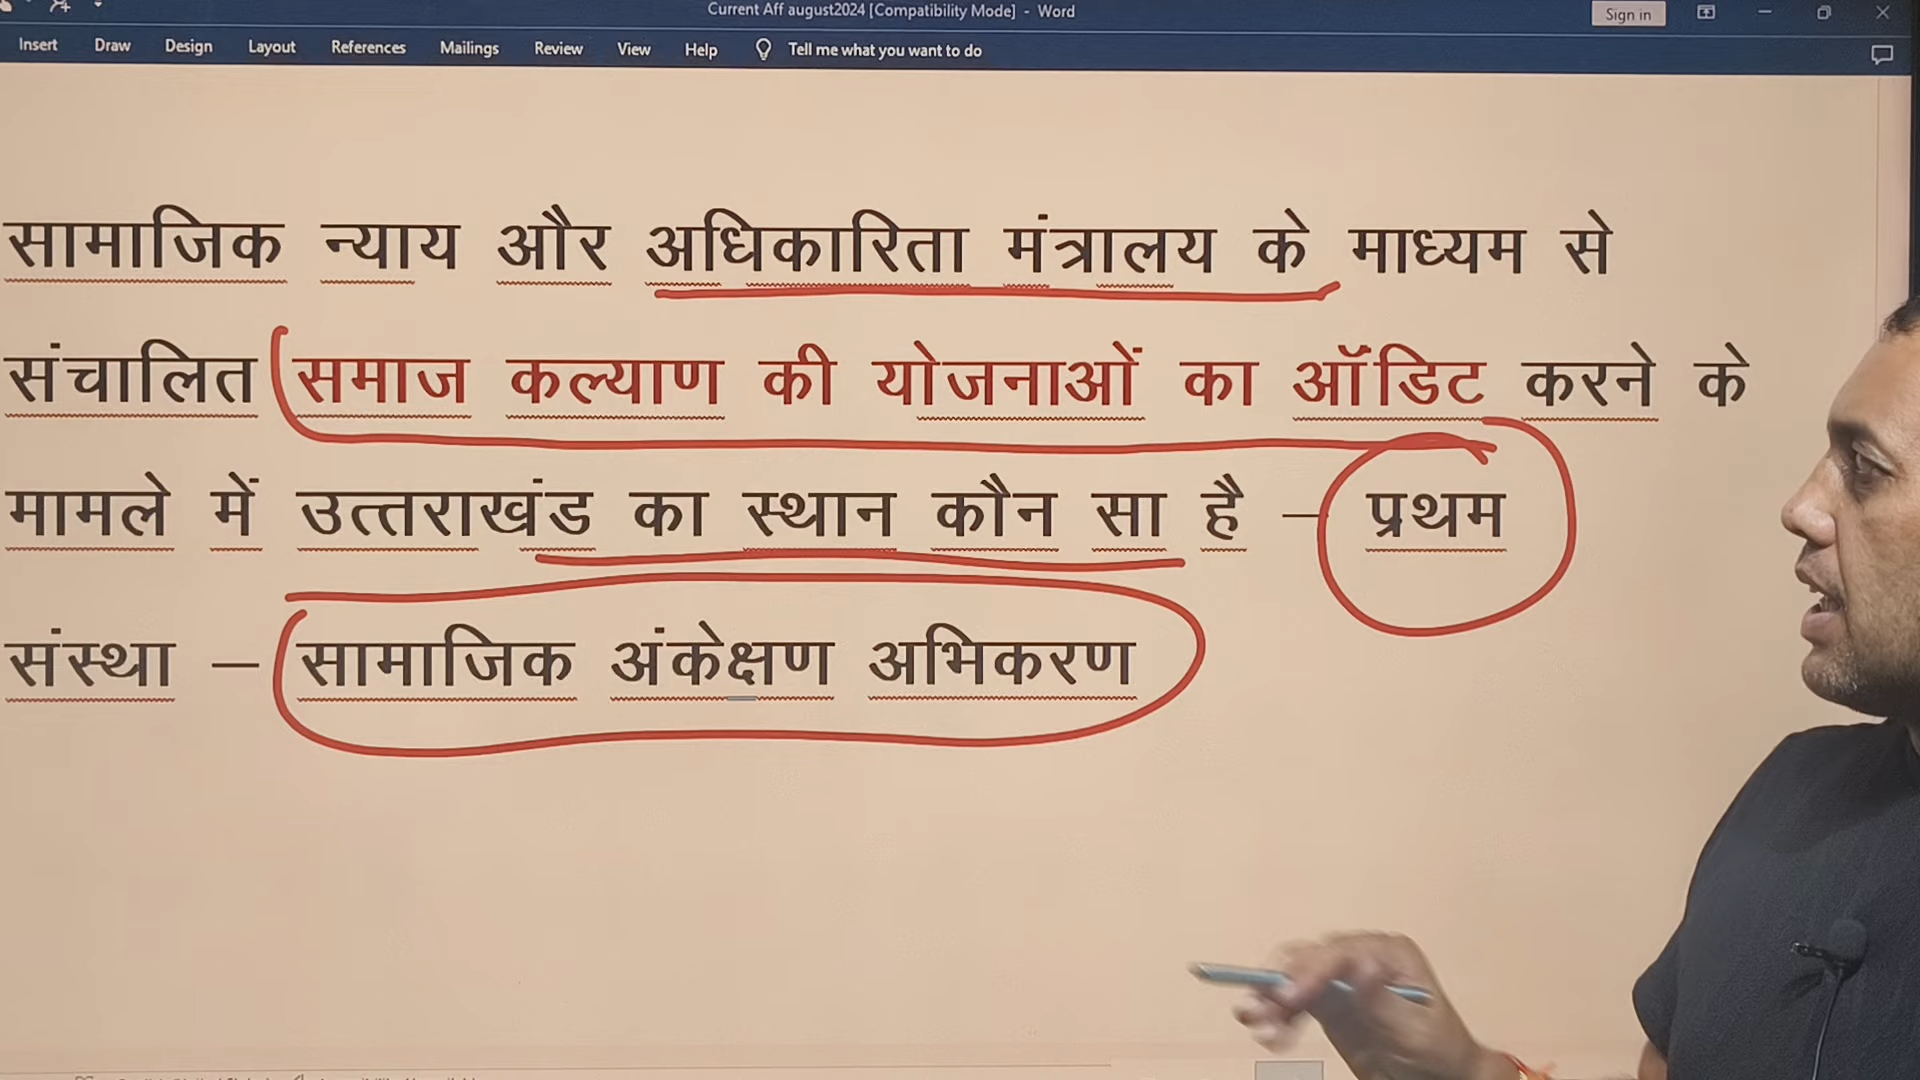 Current Aff august2024 [Compatibility Mode] - Word
Sign in
Insert Draw Design Layout References Mailings Review View Help Tell me what you want to do
सामाजिक न्याय और अधिकारिता मंत्रालय के माध्यम से
संचालित समाज कल्याण की योजनाओं का ऑडिट करने के
मामले में उत्तराखंड का स्थान कौन सा है – प्रथम
संस्था – सामाजिक अंकेक्षण अभिकरण